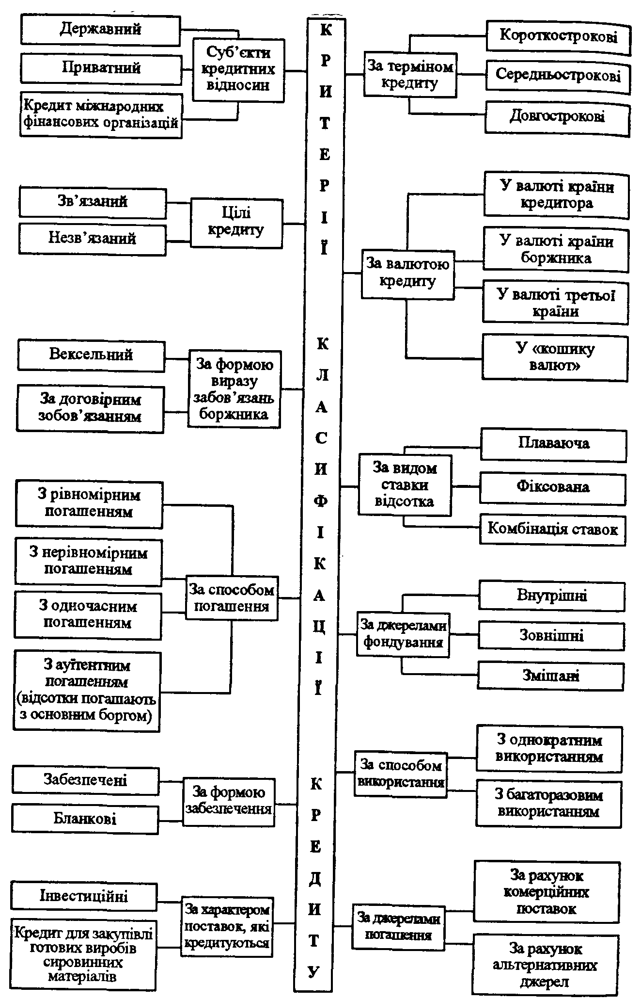 КРИТЕРІЇ КЛАСИФІКАЦІЇ КРЕДИТУ
Державний
Приватний
Кредит міжнародних
фінансових організацій
Суб’єкти
кредитних
відносин
Зв’язаний
Незв’язаний
Цілі
кредиту
Вексельний
За договірним
зобов’язанням
За формою
виразу
забов’язань
боржника
З рівномірним
погашенням
З нерівномірним
погашенням
З одночасним
погашенням
З ауїтентним
погашенням
(відсотки погашають
з основним боргом)
За способом
погашення
Забезпечені
Бланкові
За формою
забезпечення
Інвестиційні
Кредит для закупівлі
готових виробів
сировинних
матеріалів
За характером
поставок, які
кредитуються
За терміном
кредиту
Короткострокові
Середньострокові
Довгострокові
За валютою
кредиту
У валюті країни
кредитора
У валюті країни
боржника
У валюті третьої
країни
У «кошику
валют»
За видом
ставки
відсотка
Плаваюча
Фіксована
Комбінація ставок
За джерелами
фондування
Внутрішні
Зовнішні
Змішані
За способом
використання
З однократним
використанням
З багаторазовим
використанням
За джерелами
погашення
За рахунок
комерційних
поставок
За рахунок
альтернативних
джерел